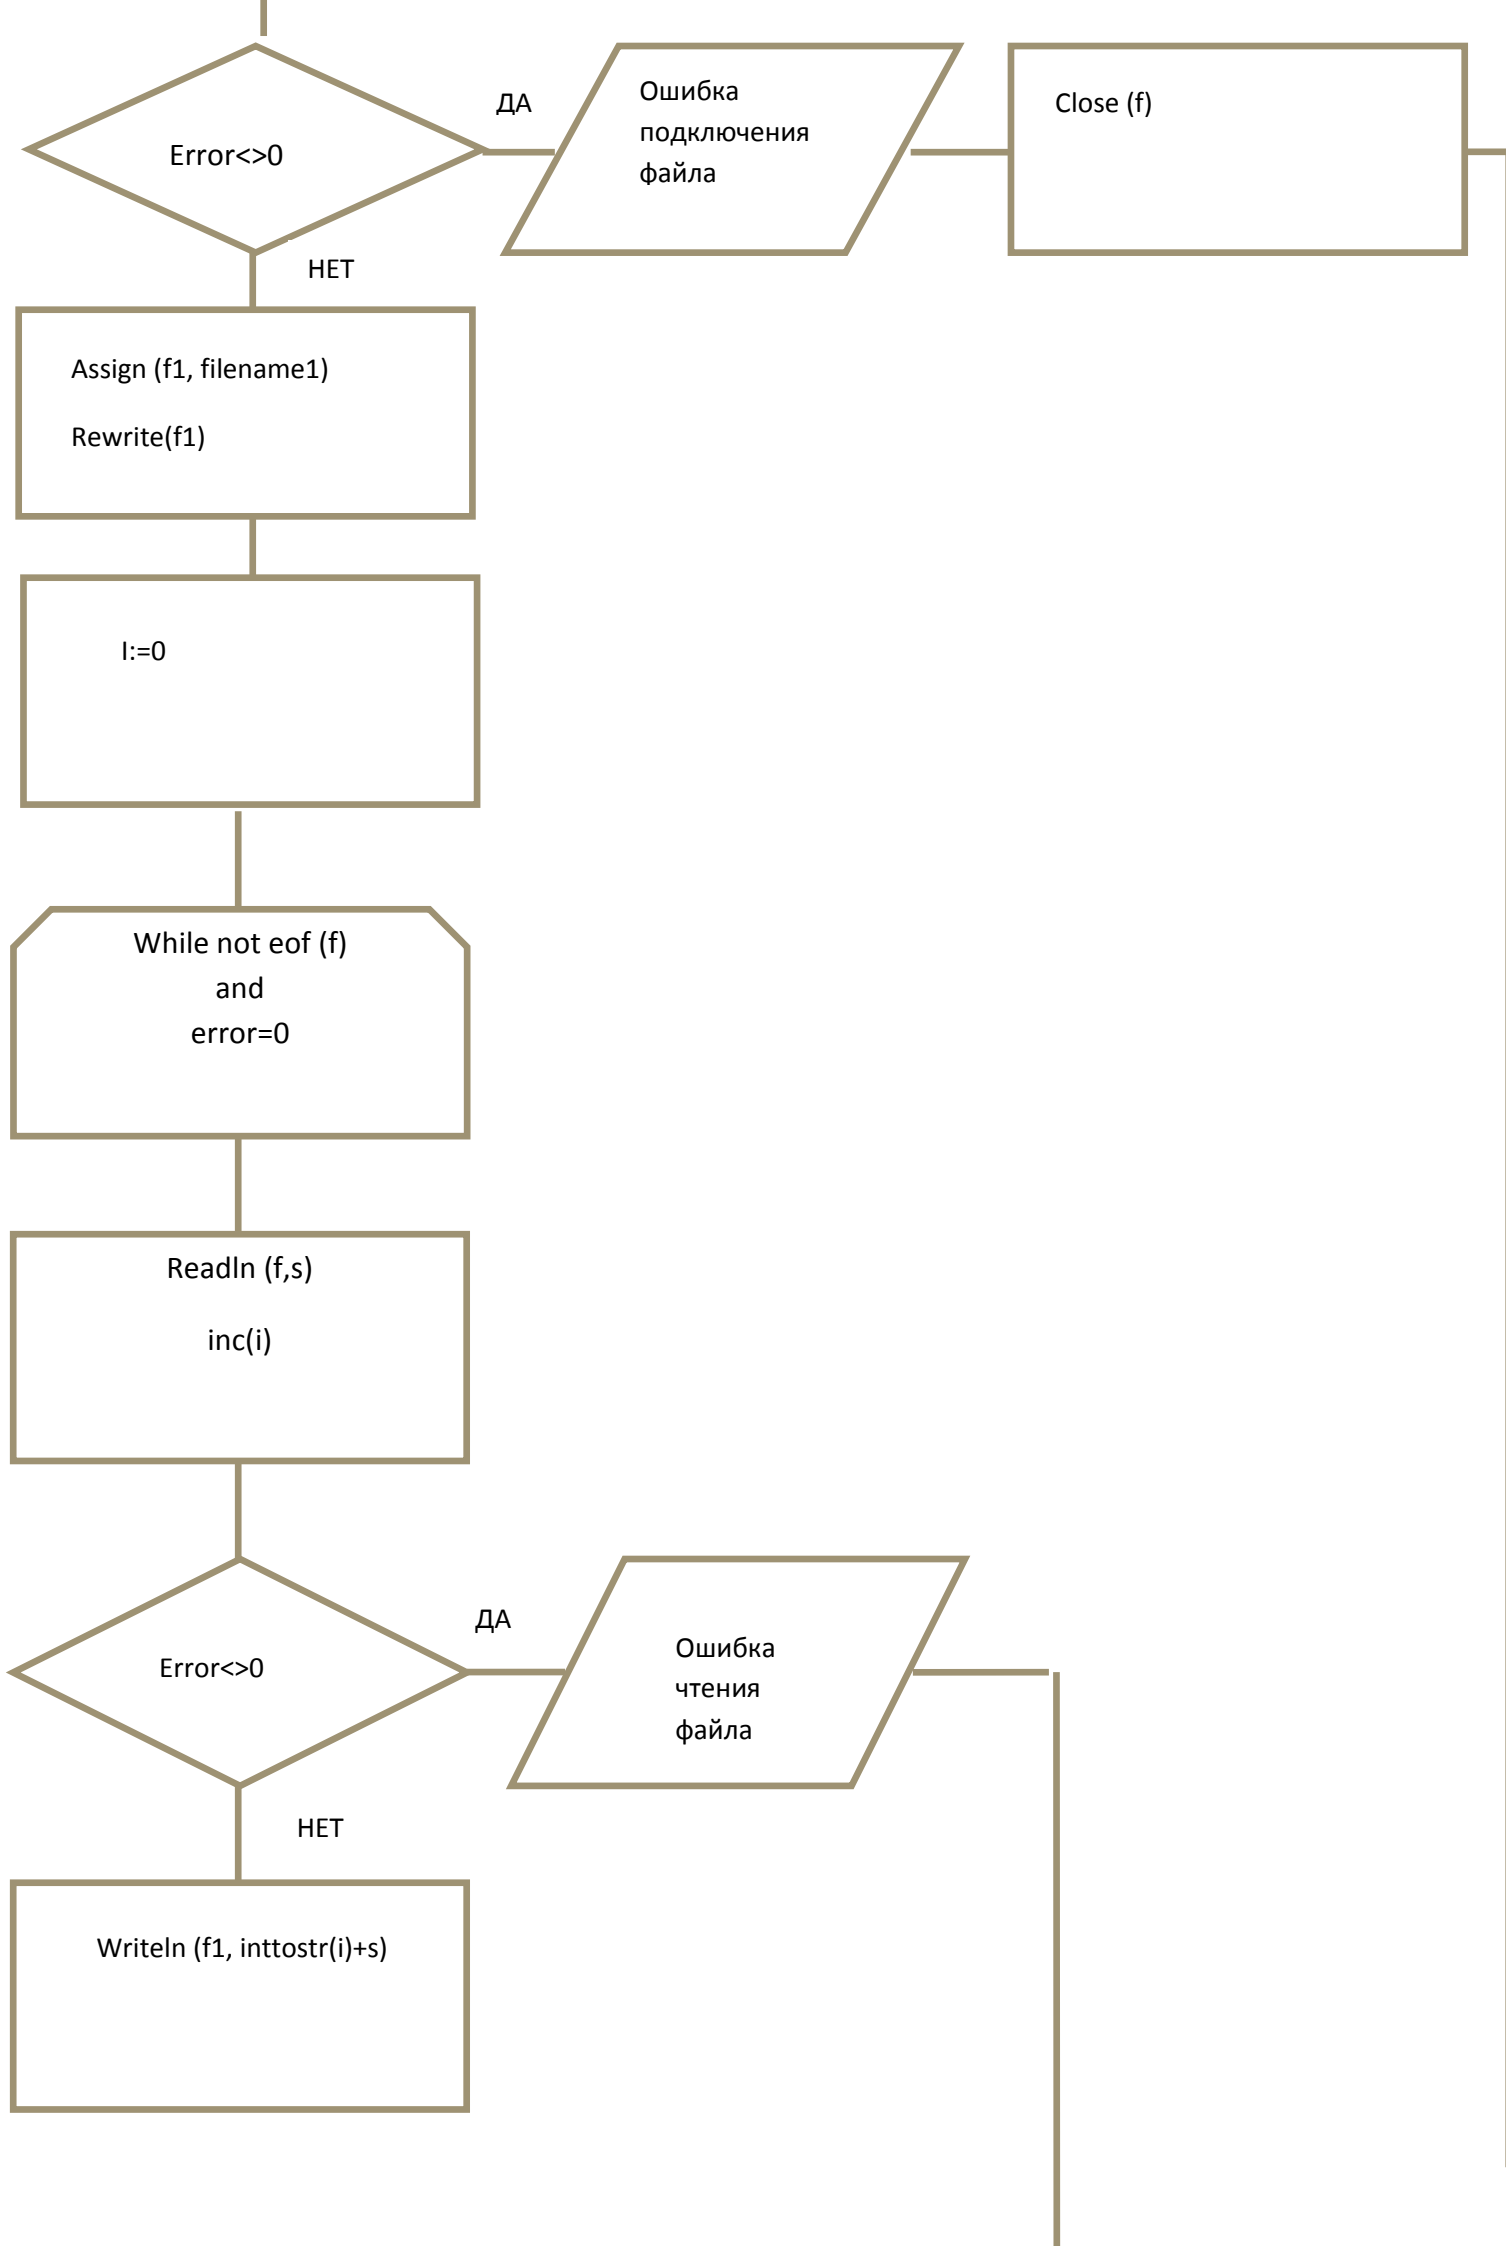 Error<>0
ДА
Ошибка
подключения
файла
Close (f)
НЕТ
Assign (f1, filename1)
Rewrite(f1)
I:=0
While not eof (f)
and
error=0
Readln (f,s)
inc(i)
Error<>0
ДА
Ошибка
чтения
файла
НЕТ
Writeln (f1, inttostr(i)+s)